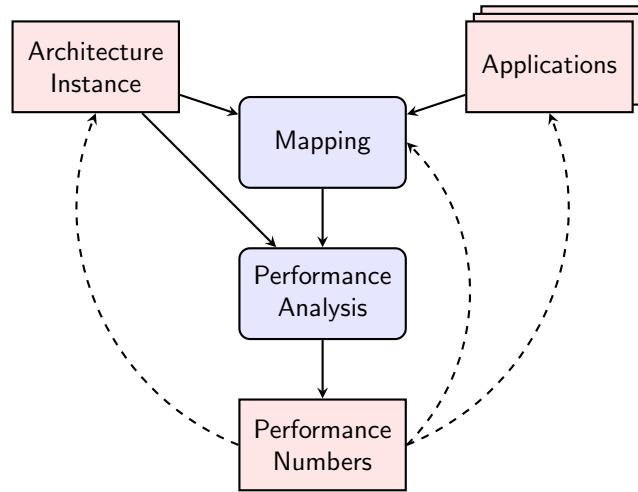 Architecture
Instance
Applications
Mapping
Performance
Analysis
Performance
Numbers